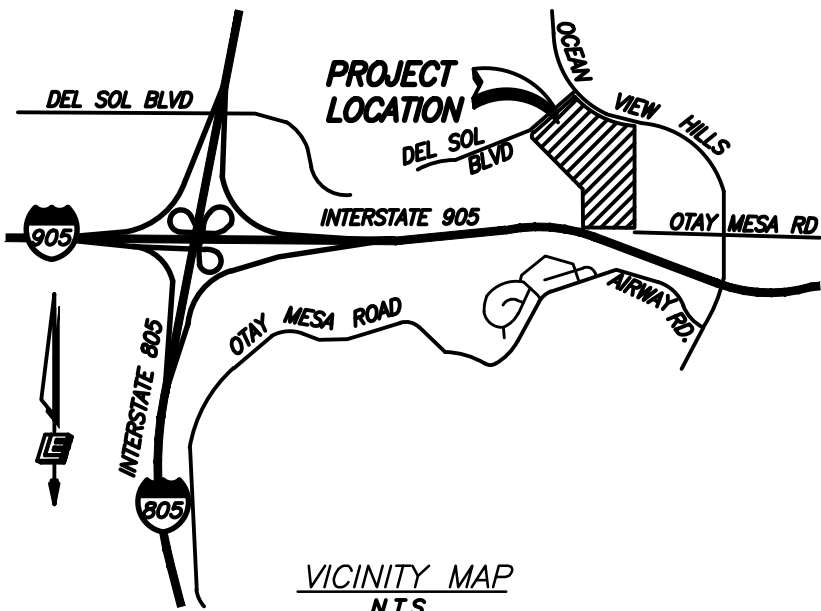 OCEAN
VIEW
HILLS
PROJECT
LOCATION
DEL SOL BLVD
DEL SOL
BLVD
INTERSTATE 905
OTAY MESA RD
905
AIRWAY RD.
OTAY MESA ROAD
INTERSTATE 805
805
VICINITY MAP
N.T.S.